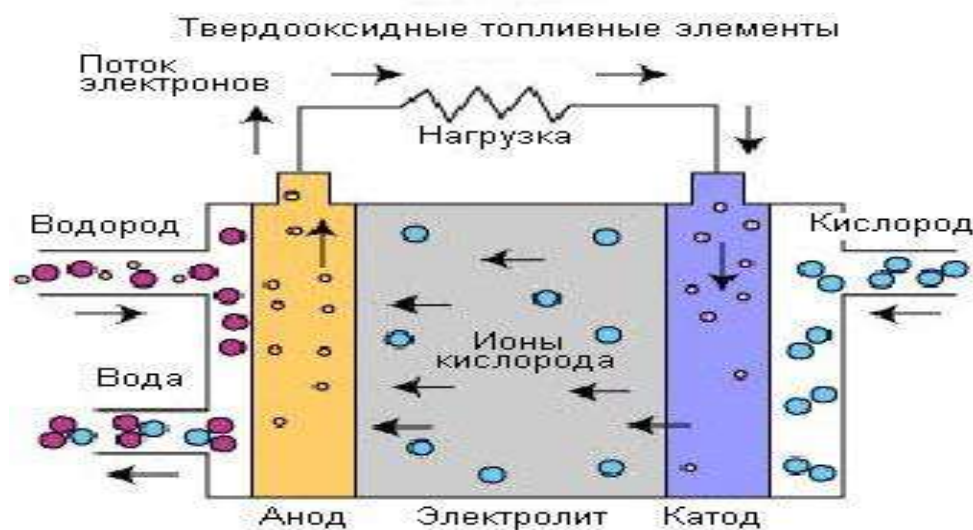 Твердооксидные топливные элементы
Поток
электронов
Нагрузка
Водород
Кислород
Ионы
кислорода
Вода
Анод
Электролит
Катод